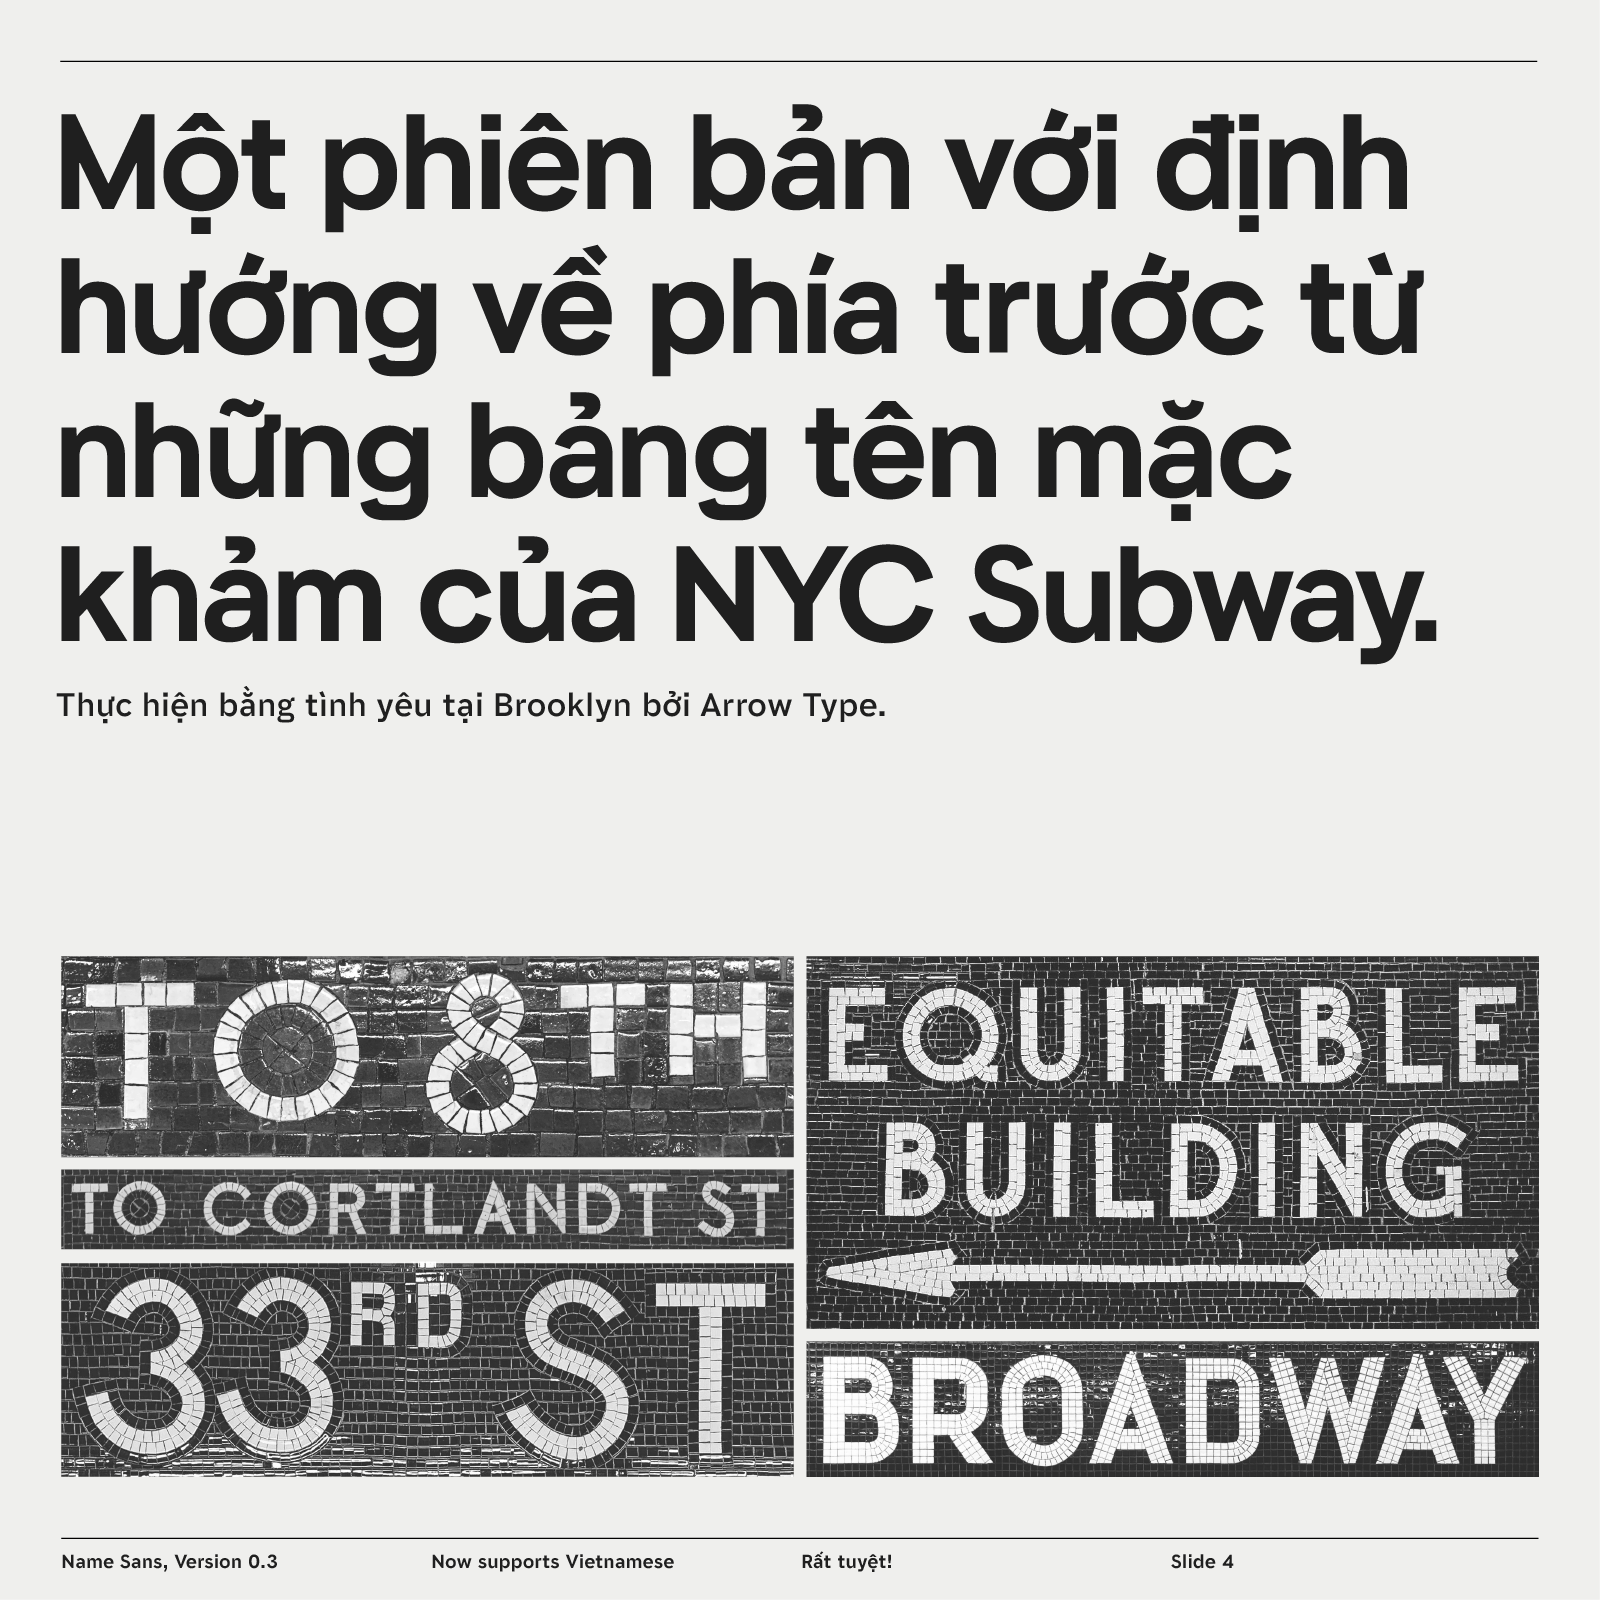 Một phiên bản với định
hướng về phía trước từ
những bảng tên mặc
khảm của NYC Subway.
Thực hiện bằng tình yêu tại Brooklyn bởi Arrow Type.
TO 8TH
TO CORTLANDT ST
33RD ST
EQUITABLE
BUILDING
BROADWAY
Name Sans, Version 0.3
Now supports Vietnamese
Rất tuyệt!
Slide 4